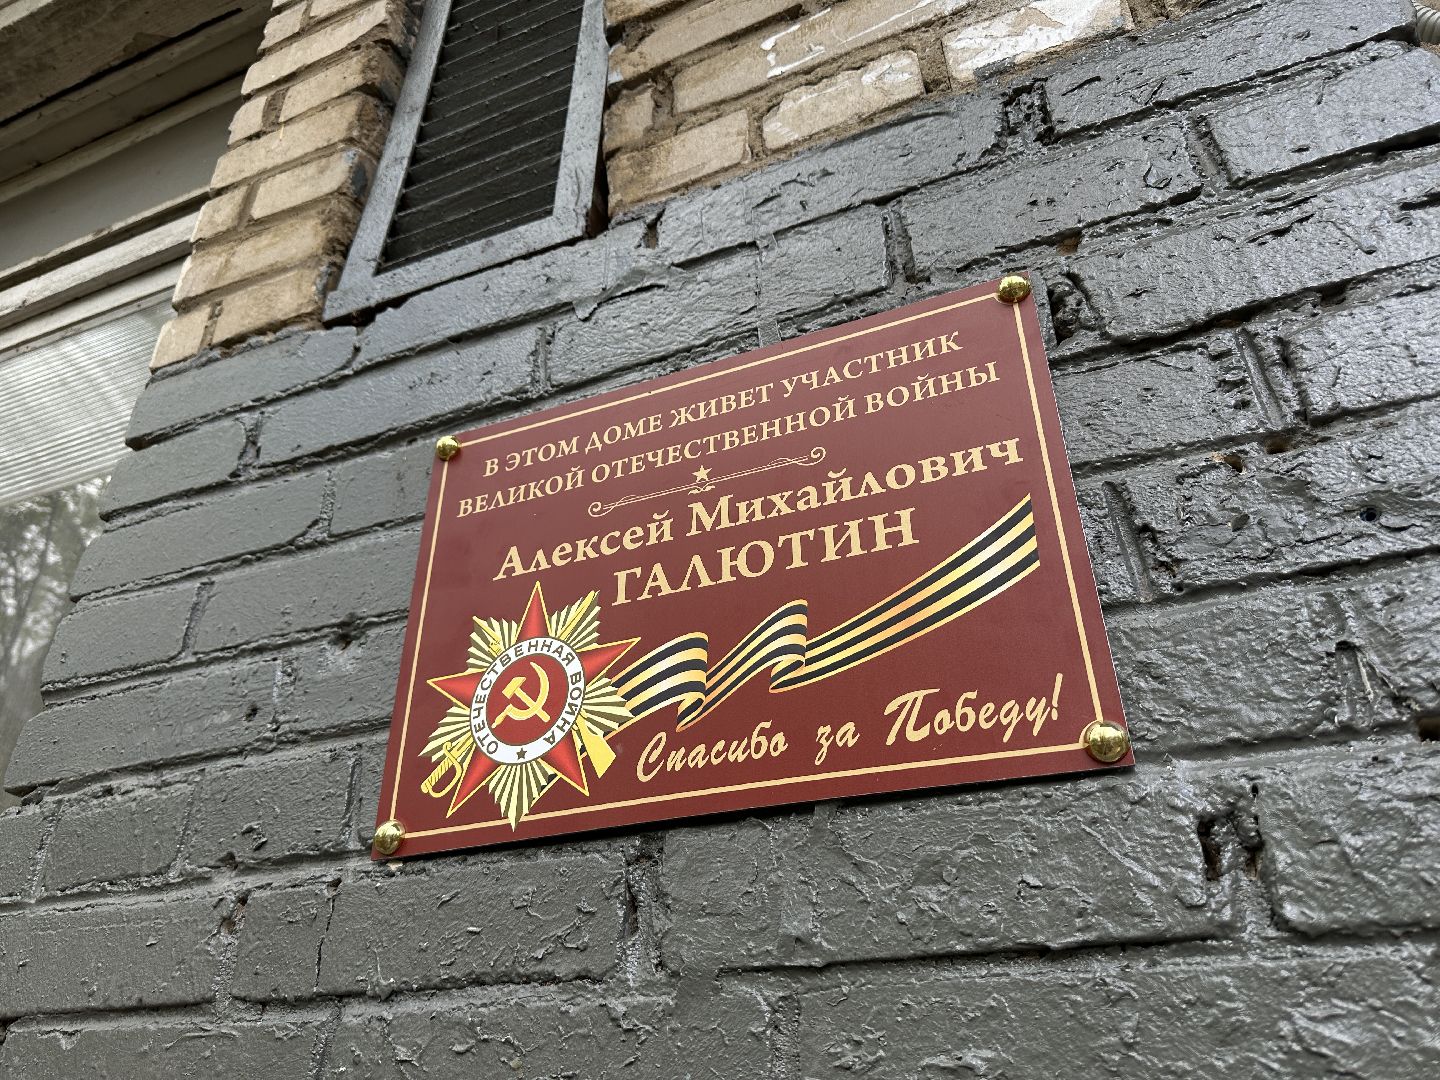 В ЭТОМ ДОМЕ ЖИВЕТ УЧАСТНИК
ВЕЛИКОЙ ОТЕЧЕСТВЕННОЙ ВОЙНЫ
Алексей Михайлович
ГАЛЮТИН
ОТЕЧЕСТВЕННАЯ ВОЙНА
Спасибо за Победу!